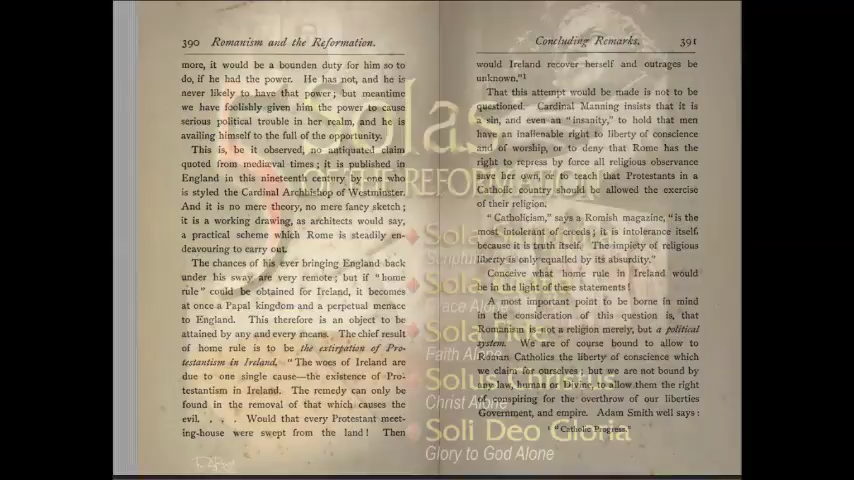 390 Romanism and the Reformation.
more, it would be a bounden duty for him so to
do, if he had the power. He has not, and he is
never likely to have that power; but meantime
we have foolishly given him the power to cause
serious political trouble in her realm, and he is
availing himself to the full of the opportunity.
This is, be it observed, no antiquated claim
quoted from mediæval times; it is published in
England in this nineteenth century by one who
is styled the Cardinal Archbishop of Westminster.
And it is no mere theory, no mere fancy sketch;
it is a working drawing, as architects would say,
a practical scheme which Rome is steadily en-
deavouring to carry out.
The chances of his ever bringing England back
under his sway are very remote; but if "home
rule" could be obtained for Ireland, it becomes
at once a Papal kingdom and a perpetual menace
to England. This therefore is an object to be
attained by any and every means. The chief result
of home rule is to be the extirpation of Pro-
testantism in Ireland. "The woes of Ireland are
due to one single cause—the existence of Pro-
testantism in Ireland. The remedy can only be
found in the removal of that which causes the
evil. . . . Would that every Protestant meet-
ing-house were swept from the land! Then
Concluding Remarks. 391
would Ireland recover herself and outrages be
unknown."1
That this attempt would be made is not to be
questioned. Cardinal Manning insists that it is
a sin, and even an "insanity," to hold that men
have an inalienable right to liberty of conscience
and of worship, or to deny that Rome has the
right to repress by force all religious observance
save her own, or to teach that Protestants in a
Catholic country should be allowed the exercise
of their religion.
"Catholicism," says a Romish magazine, "is the
most intolerant of creeds; it is intolerance itself,
because it is truth itself. The impiety of religious
liberty is only equalled by its absurdity."
Conceive what home rule in Ireland would
be in the light of these statements!
A most important point to be borne in mind
in the consideration of this question is, that
Romanism is not a religion merely, but a political
system. We are of course bound to allow to
Roman Catholics the liberty of conscience which
we claim for ourselves; but we are not bound by
any law, human or divine, to allow them the right
of conspiring for the overthrow of our liberties
Government, and empire. Adam Smith well says:
1 "Catholic Progress."
5 Solas
OF THE REFORMATION
Sola
Scriptu
Sola
Grace Alone
Sola Fide
Faith Alone
Solus Christus
Christ Alone
Soli Deo Gloria
Glory to God Alone